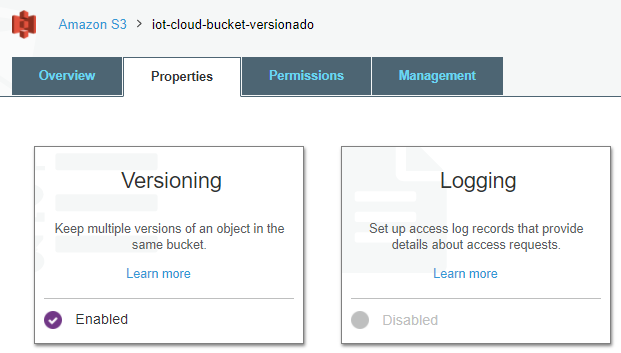 Amazon S3 > iot-cloud-bucket-versionado
Overview Properties Permissions Management
Versioning
Keep multiple versions of an object in the
same bucket.
Learn more
Enabled
Logging
Set up access log records that provide
details about access requests.
Learn more
Disabled